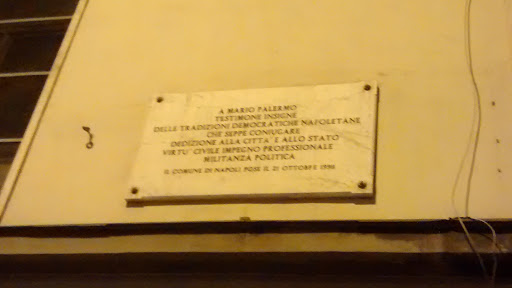 A MARIO PALERMO
TESTIMONE INSIGNE
DELLE TRADIZIONI DEMOCRATICHE NAPOLETANE
CHE SEPPE CONIUGARE
DEDIZIONE ALLA CITTA' E ALLO STATO
VIRTU' CIVILE IMPEGNO PROFESSIONALE
MILITANZA POLITICA
IL COMUNE DI NAPOLI POSE IL 21 OTTOBRE 1998